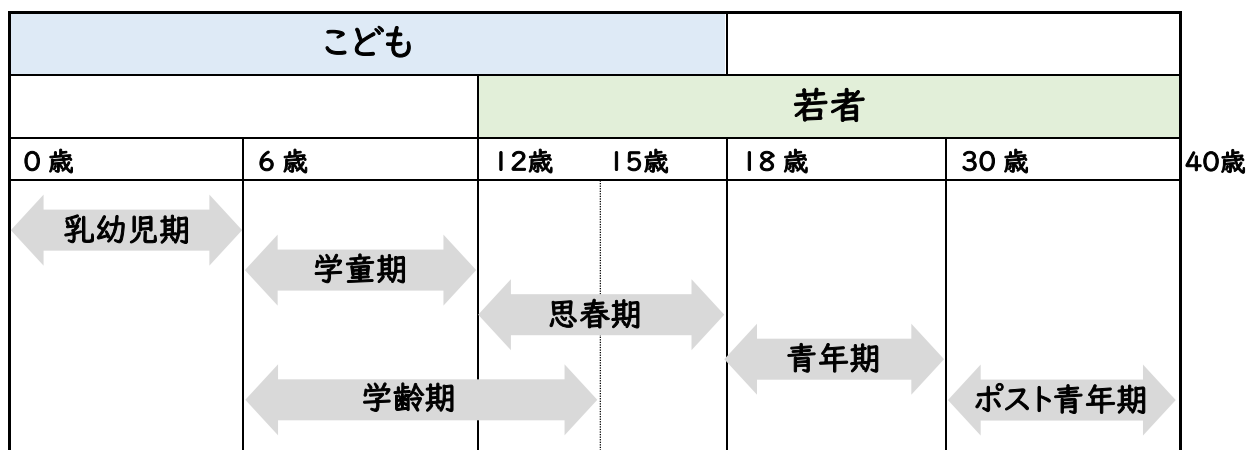 こども
若者
0歳 6歳 12歳 15歳 18歳 30歳 40歳
乳幼児期
学童期
思春期
青年期
学齢期 ポスト青年期